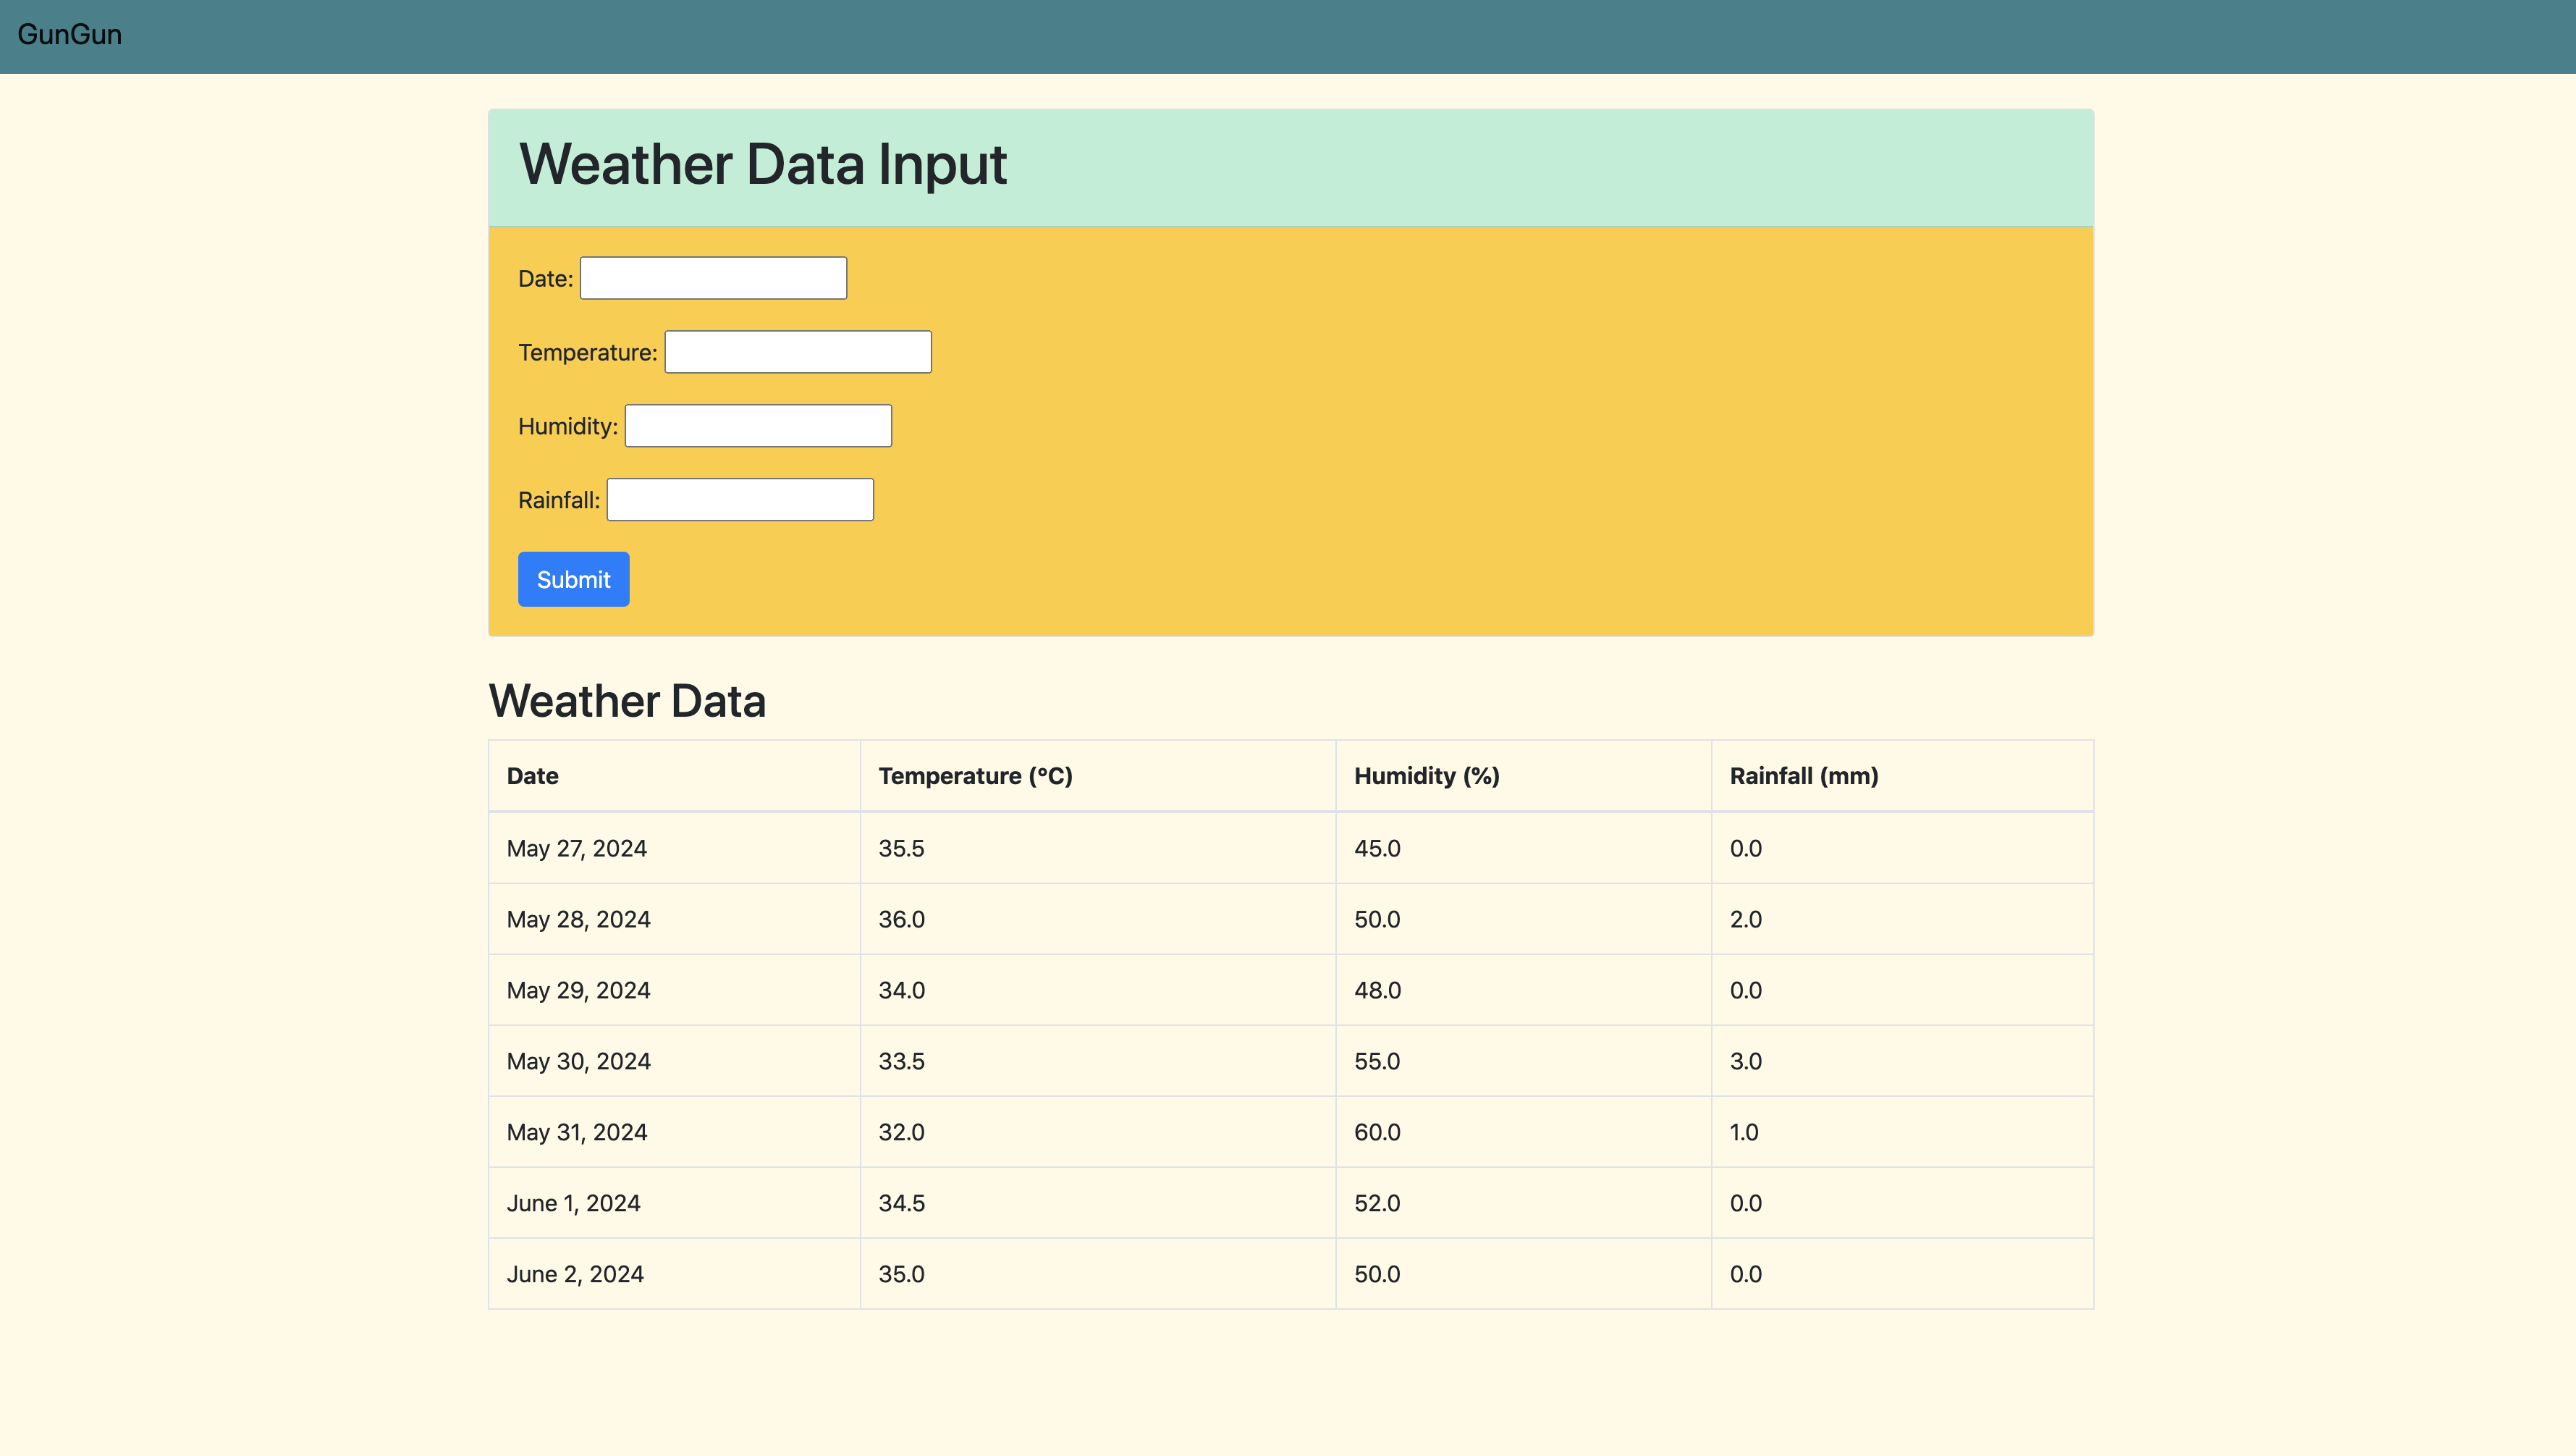 GunGun
Weather Data Input
Date:
Temperature:
Humidity:
Rainfall:
Submit
Weather Data
Date Temperature (°C) Humidity (%) Rainfall (mm)
May 27, 2024 35.5 45.0 0.0
May 28, 2024 36.0 50.0 2.0
May 29, 2024 34.0 48.0 0.0
May 30, 2024 33.5 55.0 3.0
May 31, 2024 32.0 60.0 1.0
June 1, 2024 34.5 52.0 0.0
June 2, 2024 35.0 50.0 0.0